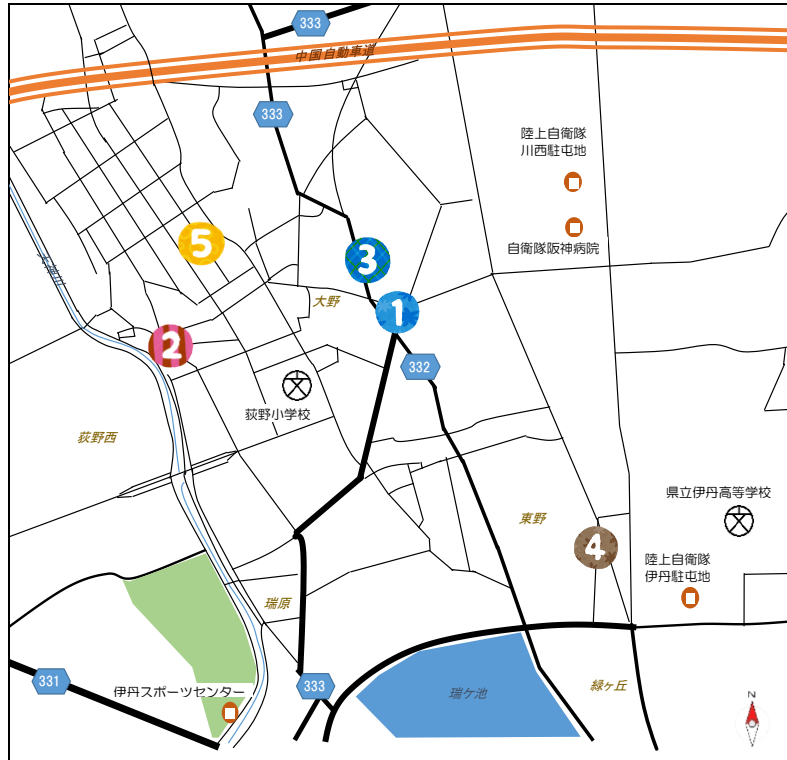 333
中国自動車道
333
陸上自衛隊
川西駐屯地
5
自衛隊阪神病院
3
天神川
大野
1
2
332
荻野小学校
荻野西
県立伊丹高等学校
東野
4
陸上自衛隊
伊丹駐屯地
瑞原
331
伊丹スポーツセンター
333
瑞ケ池
緑ヶ丘
N